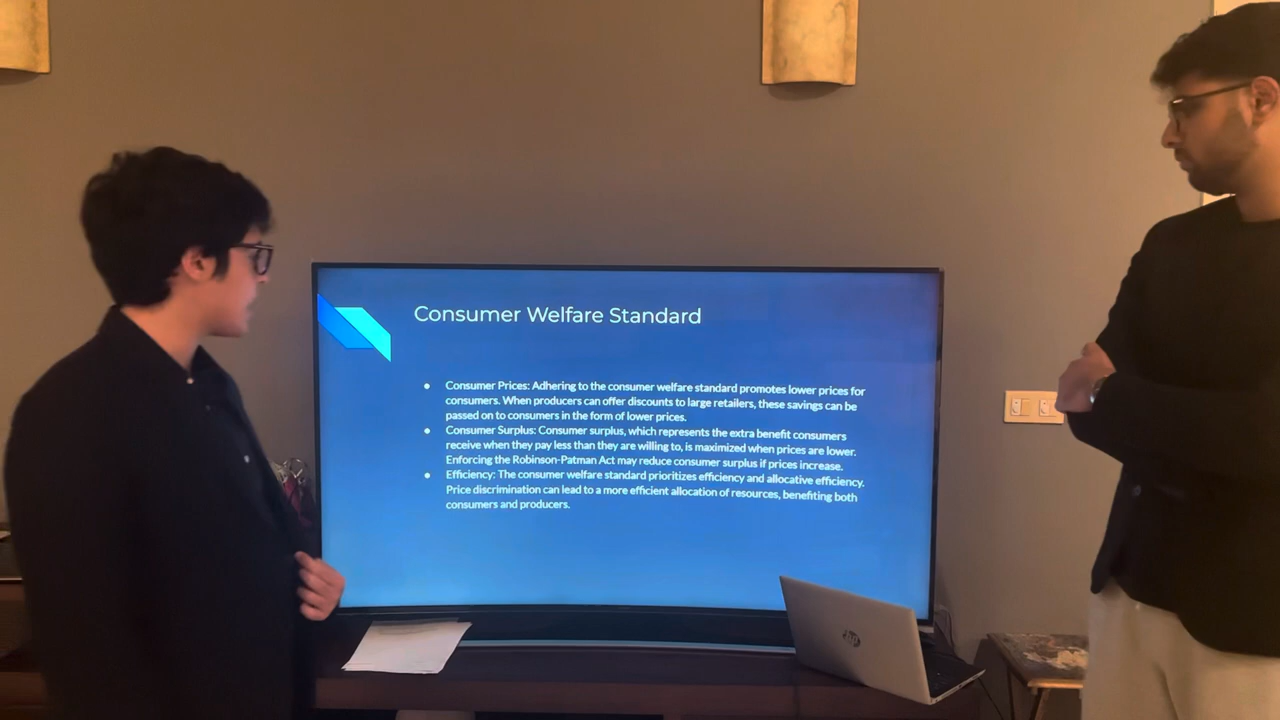 Consumer Welfare Standard
● Consumer Prices: Adhering to the consumer welfare standard promotes lower prices for
consumers. When producers can offer discounts to large retailers, these savings can be
passed on to consumers in the form of lower prices.
● Consumer Surplus: Consumer surplus, which represents the extra benefit consumers
receive when they pay less than they are willing to, is maximized when prices are lower.
Enforcing the Robinson-Patman Act may reduce consumer surplus if prices increase.
● Efficiency: The consumer welfare standard prioritizes efficiency and allocative efficiency.
Price discrimination can lead to a more efficient allocation of resources, benefiting both
consumers and producers.
hp